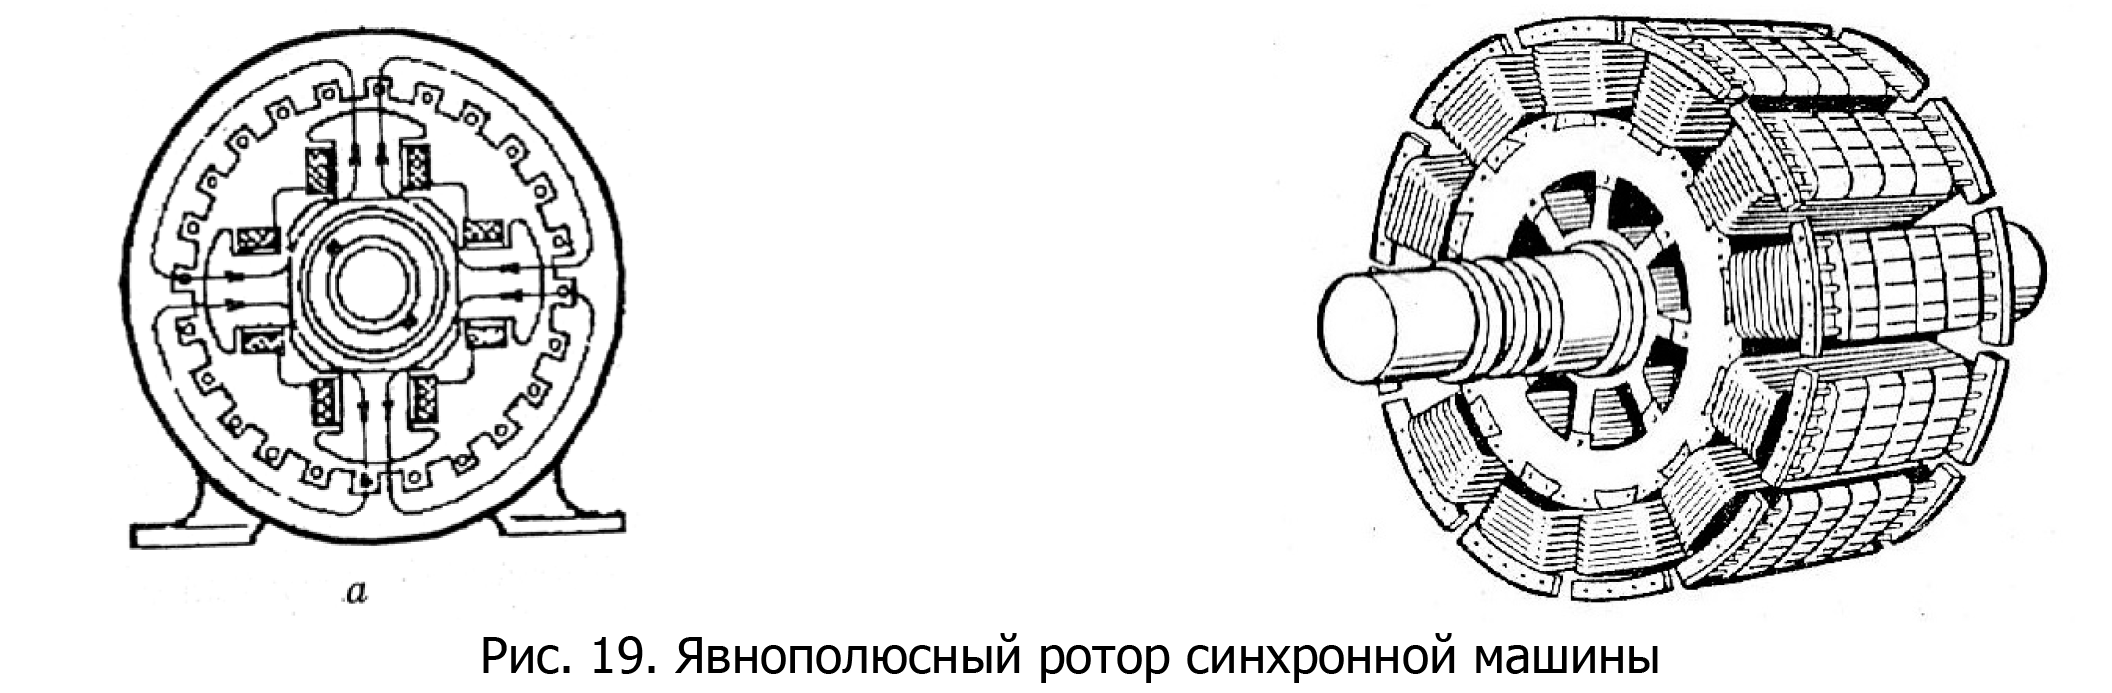 а
Рис. 19. Явнополюсный ротор синхронной машины